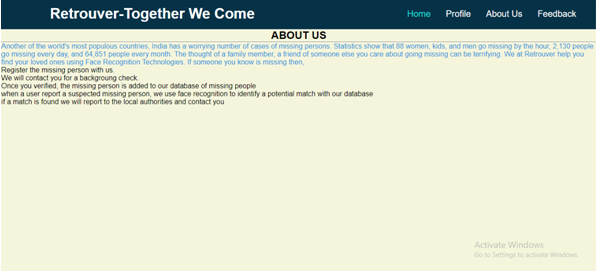 Retrouver-Together We Come
Home Profile About Us Feedback
ABOUT US
Another of the world's most populous countries, India has a worrying number of cases of missing persons. Statistics show that 88 women, kids, and men go missing by the hour, 2,130 people
go missing every day, and 64,851 people every month. The thought of a family member, a friend of someone else you care about going missing can be terrifying. We at Retrouver help you
find your loved ones using Face Recognition Technologies. If someone you know is missing then,
Register the missing person with us.
We will contact you for a backgroung check.
Once you verified, the missing person is added to our database of missing people
when a user report a suspected missing person, we use face recognition to identify a potential match with our database
if a match is found we will report to the local authorities and contact you
Activate Windows
Go to Settings to activate Windows.